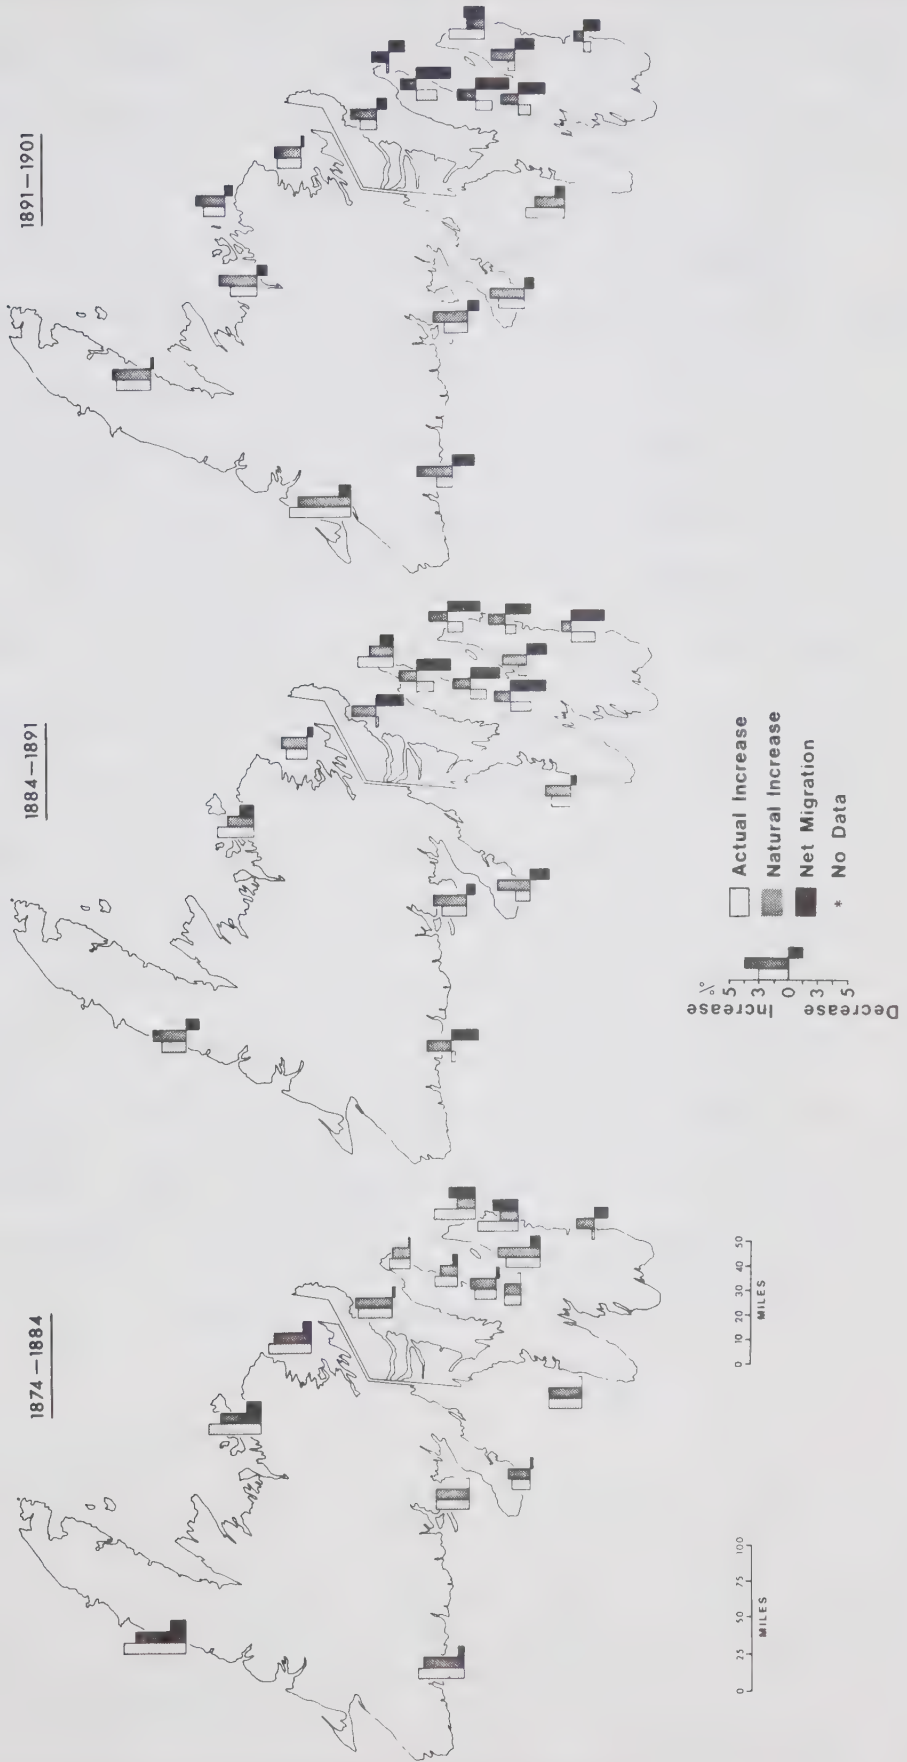 1874–1884
1884–1891
1891–1901
0 25 50 75 100
MILES
0 10 20 30 40 50
MILES
%
5
3
0
3
5
Increase
Decrease
Actual Increase
Natural Increase
Net Migration
* No Data